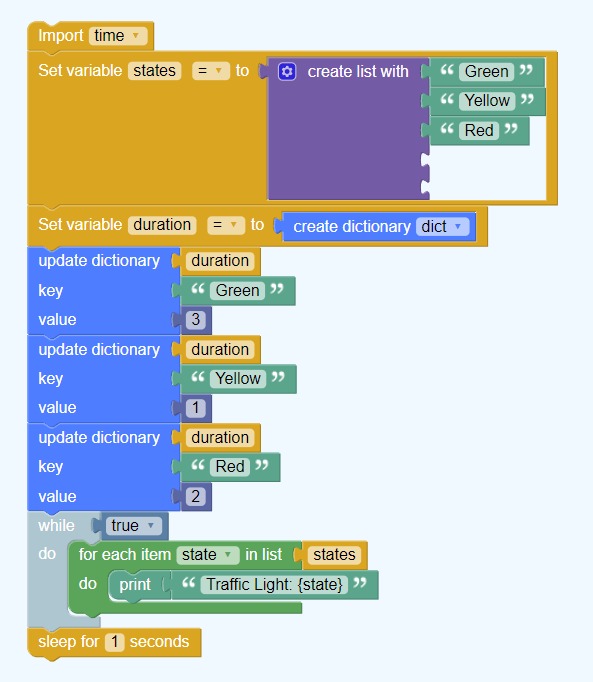 Import time
Set variable states = to create list with “ Green ”
“ Yellow ”
“ Red ”
Set variable duration = to create dictionary dict
update dictionary duration
key “ Green ”
value 3
update dictionary duration
key “ Yellow ”
value 1
update dictionary duration
key “ Red ”
value 2
while true
do for each item state in list states
do print “ Traffic Light: {state} ”
sleep for 1 seconds